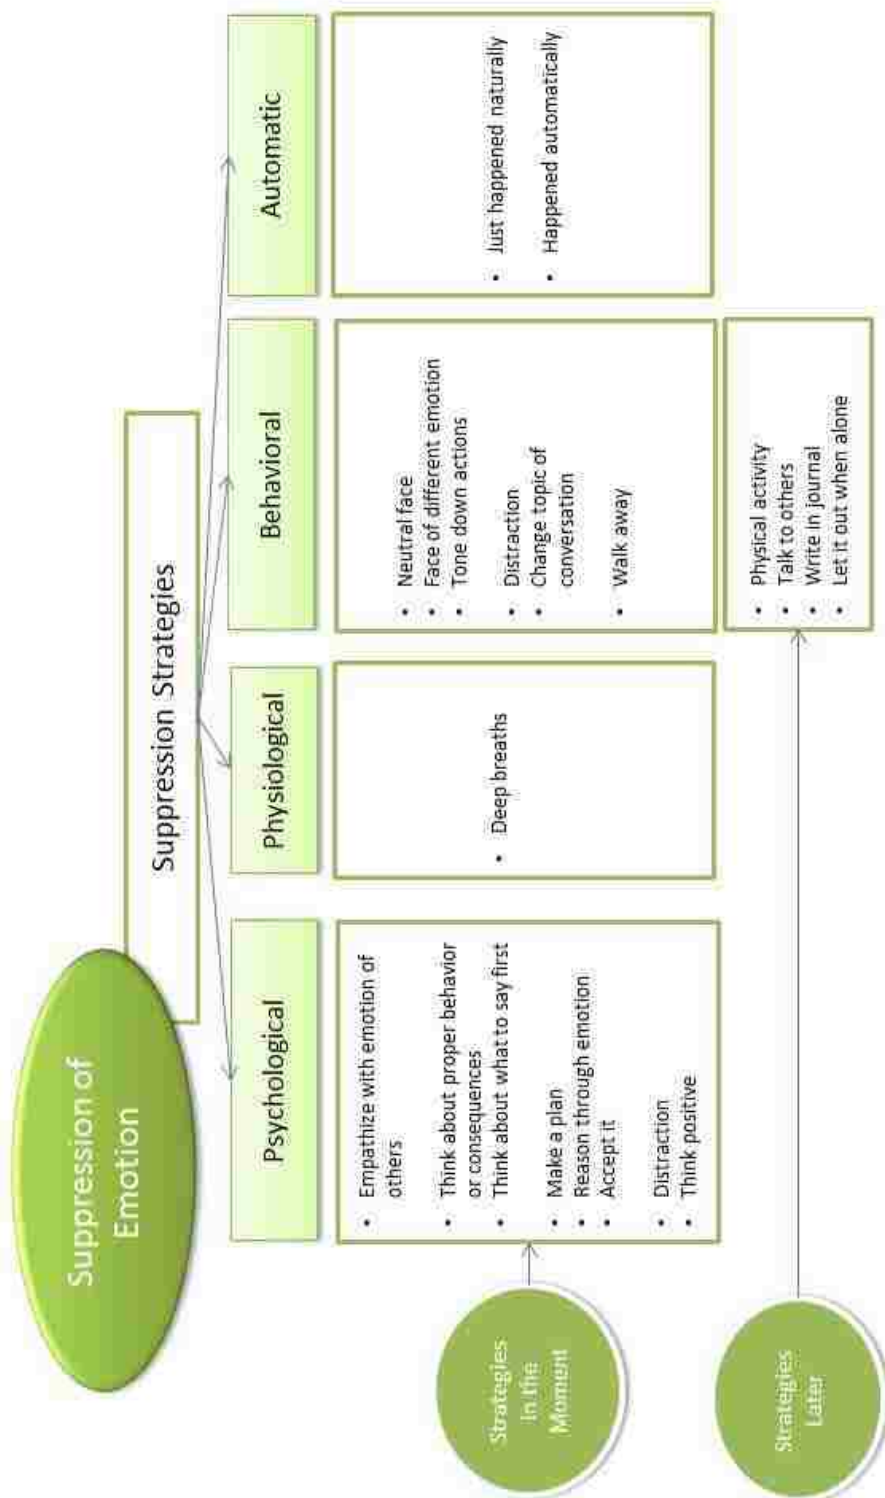 Suppression of
Emotion
Suppression Strategies
Psychological
Physiological
Behavioral
Automatic
Strategies
in the
Moment
• Empathize with emotion of
others
• Think about proper behavior
or consequences
• Think about what to say first
• Make a plan
• Reason through emotion
• Accept it
• Distraction
• Think positive
• Deep breaths
• Neutral face
• Face of different emotion
• Tone down actions
• Distraction
• Change topic of
conversation
• Walk away
• Just happened naturally
• Happened automatically
Strategies
Later
• Physical activity
• Talk to others
• Write in journal
• Let it out when alone